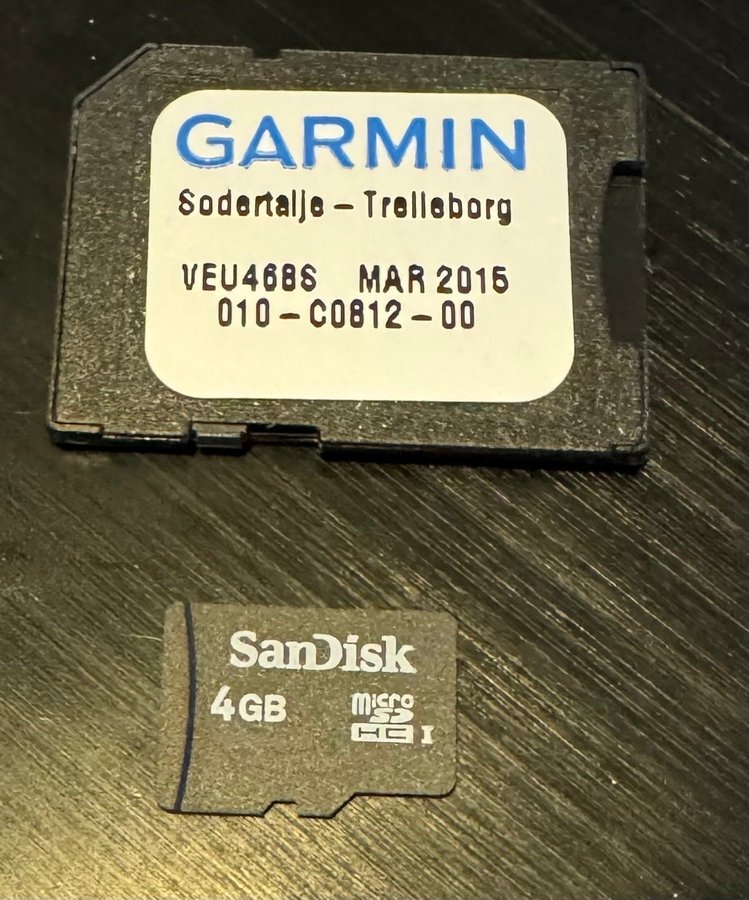 GARMIN
Sodertalje – Trelleborg
VEU468S MAR 2015
010 – C0812 – 00
SanDisk
4GB
micro
SD
HC I